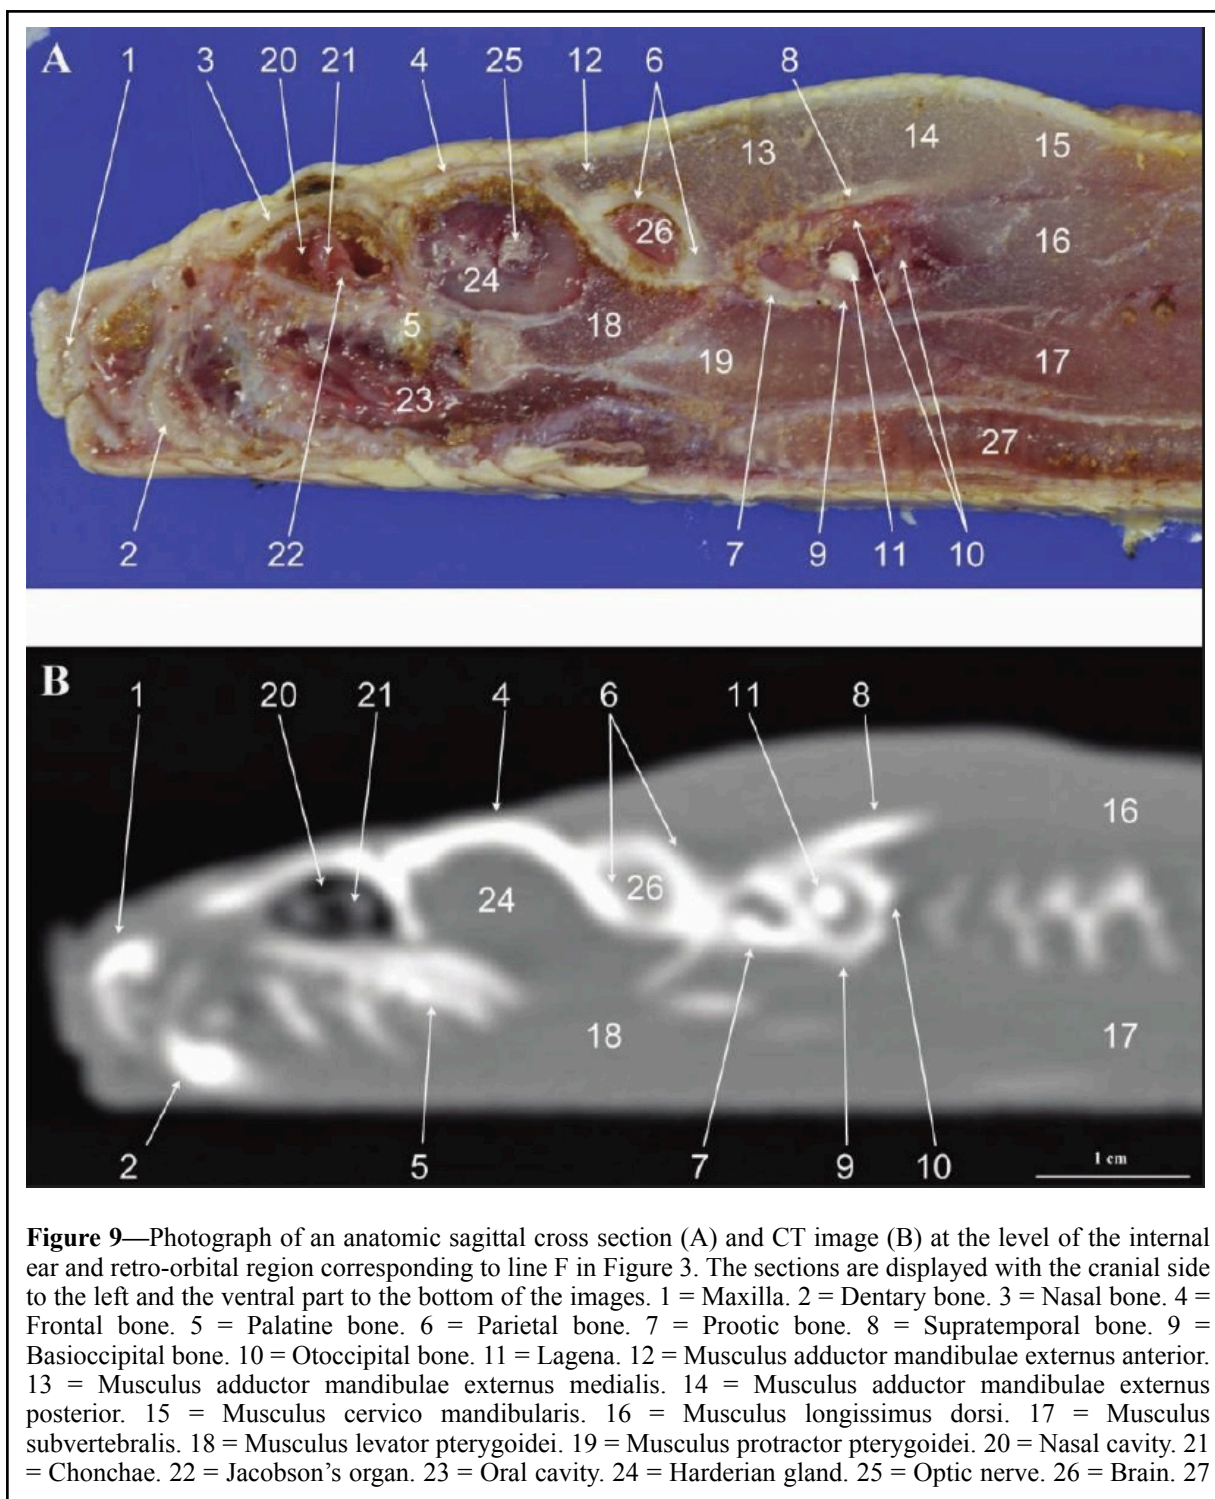 A
1 3 20 21 4 25 12 6 8
13 14 15
26 16
24
5 18
19 17
23
27
2 22 7 9 11 10
B
1 20 21 4 6 11 8
16
24 26
18 17
2 5 7 9 10
1 cm
Figure 9—Photograph of an anatomic sagittal cross section (A) and CT image (B) at the level of the internal
ear and retro-orbital region corresponding to line F in Figure 3. The sections are displayed with the cranial side
to the left and the ventral part to the bottom of the images. 1 = Maxilla. 2 = Dentary bone. 3 = Nasal bone. 4 =
Frontal bone. 5 = Palatine bone. 6 = Parietal bone. 7 = Prootic bone. 8 = Supratemporal bone. 9 =
Basioccipital bone. 10 = Otoccipital bone. 11 = Lagena. 12 = Musculus adductor mandibulae externus anterior.
13 = Musculus adductor mandibulae externus medialis. 14 = Musculus adductor mandibulae externus
posterior. 15 = Musculus cervico mandibularis. 16 = Musculus longissimus dorsi. 17 = Musculus
subvertebralis. 18 = Musculus levator pterygoidei. 19 = Musculus protractor pterygoidei. 20 = Nasal cavity. 21
= Chonchae. 22 = Jacobson’s organ. 23 = Oral cavity. 24 = Harderian gland. 25 = Optic nerve. 26 = Brain. 27